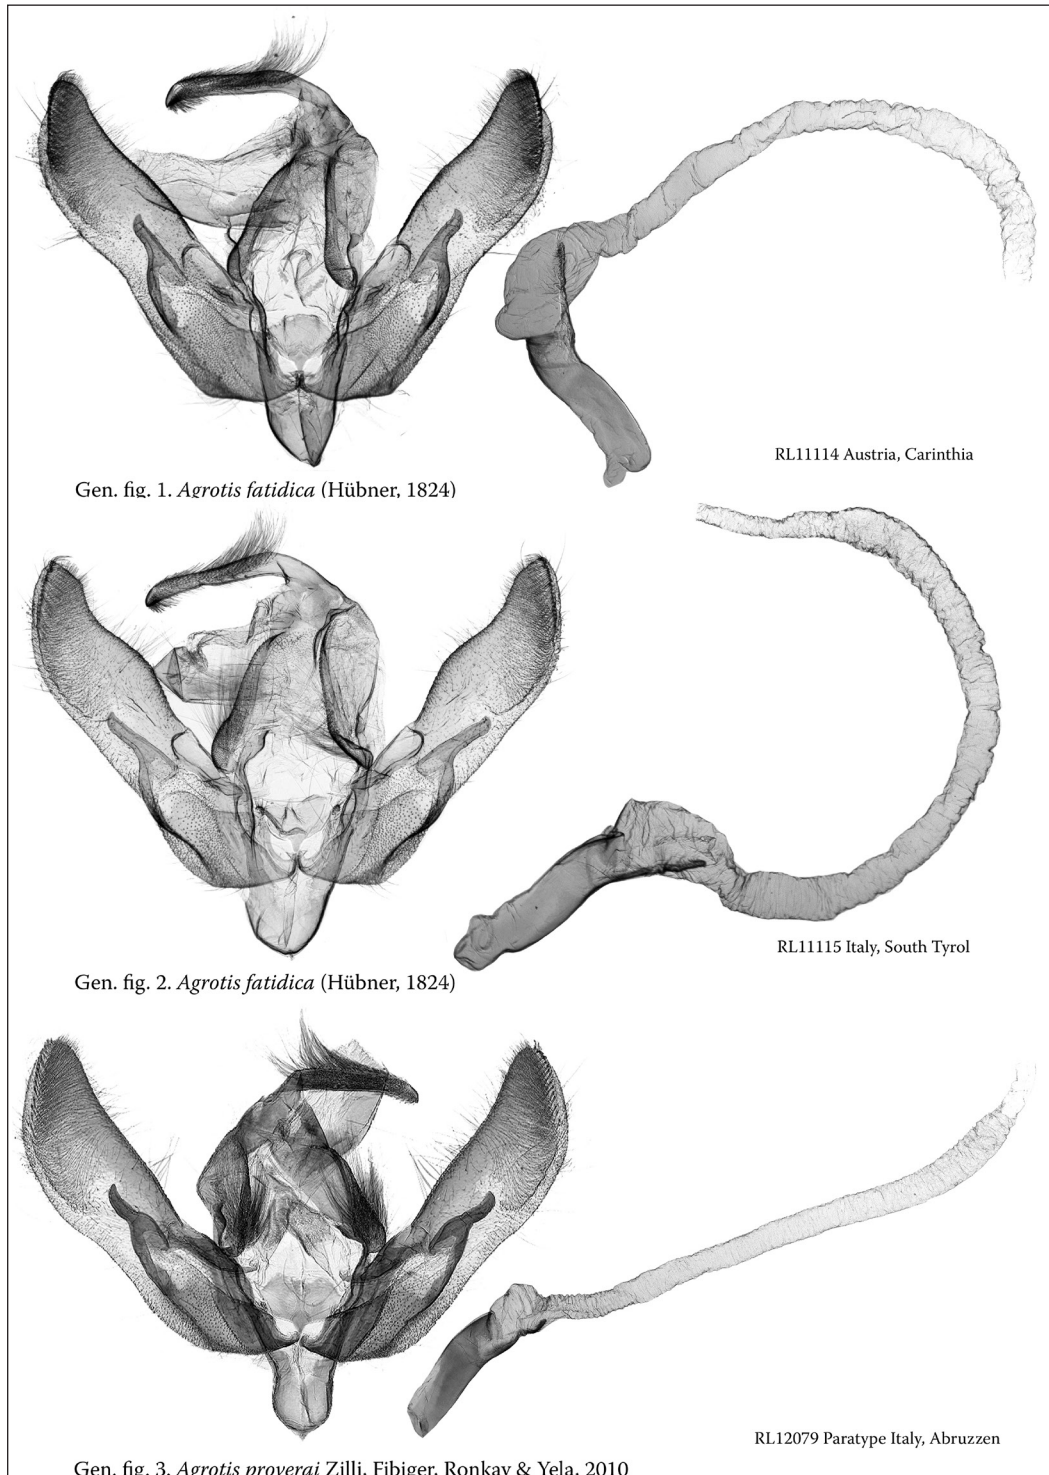 RL11114 Austria, Carinthia
Gen. fig. 1. Agrotis fatidica (Hübner, 1824)
RL11115 Italy, South Tyrol
Gen. fig. 2. Agrotis fatidica (Hübner, 1824)
RL12079 Paratype Italy, Abruzzen
Gen. fig. 3. Agrotis proverai Zilli, Fibiger, Ronkay & Yela, 2010